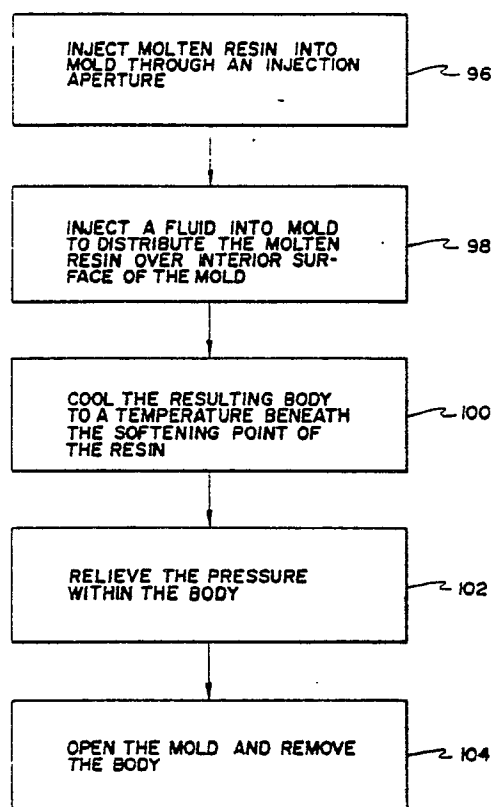 INJECT MOLTEN RESIN INTO
MOLD THROUGH AN INJECTION
APERTURE
96
INJECT A FLUID INTO MOLD
TO DISTRIBUTE THE MOLTEN
RESIN OVER INTERIOR SUR-
FACE OF THE MOLD
98
COOL THE RESULTING BODY
TO A TEMPERATURE BENEATH
THE SOFTENING POINT OF
THE RESIN
100
RELIEVE THE PRESSURE
WITHIN THE BODY
102
OPEN THE MOLD AND REMOVE
THE BODY
104